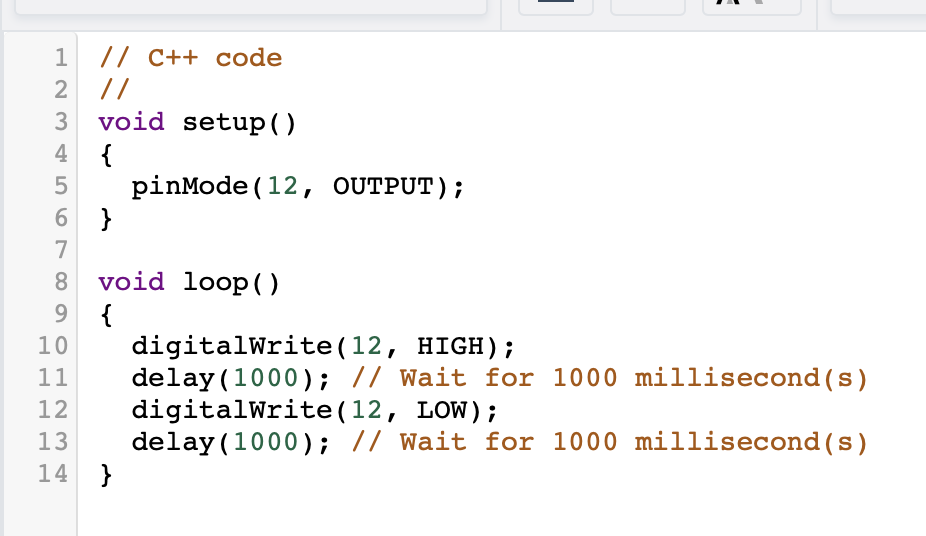 1 // C++ code
2 //
3 void setup()
4 {
5   pinMode(12, OUTPUT);
6 }
7
8 void loop()
9 {
10   digitalWrite(12, HIGH);
11   delay(1000); // Wait for 1000 millisecond(s)
12   digitalWrite(12, LOW);
13   delay(1000); // Wait for 1000 millisecond(s)
14 }